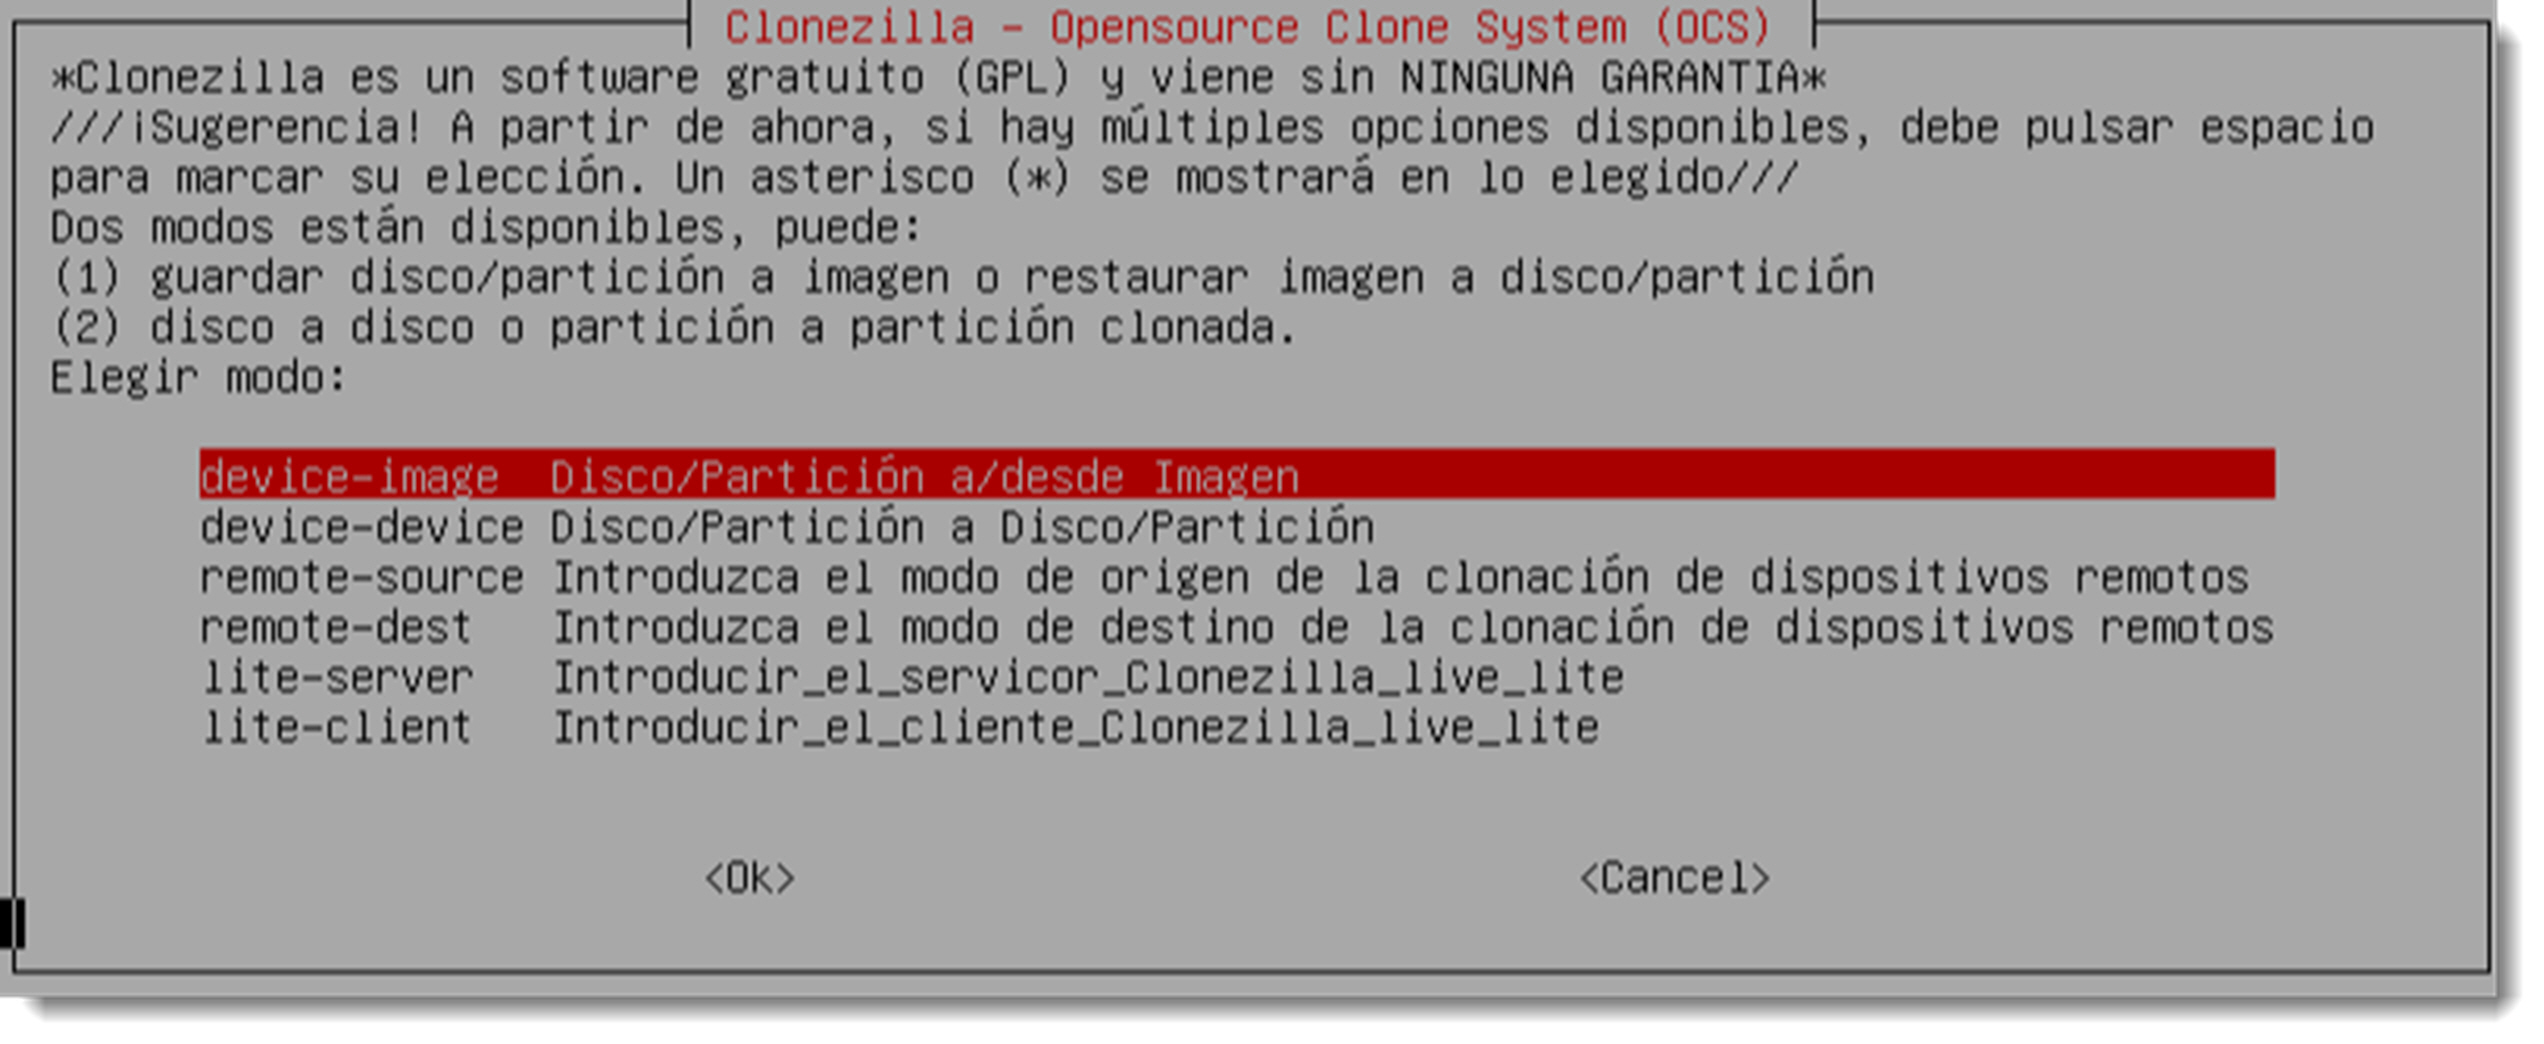 Clonezilla - Opensource Clone System (OCS)
*Clonezilla es un software gratuito (GPL) y viene sin NINGUNA GARANTIA*
///¡Sugerencia! A partir de ahora, si hay múltiples opciones disponibles, debe pulsar espacio
para marcar su elección. Un asterisco (*) se mostrará en lo elegido///
Dos modos están disponibles, puede:
(1) guardar disco/partición a imagen o restaurar imagen a disco/partición
(2) disco a disco o partición a partición clonada.
Elegir modo:
device-image Disco/Partición a/desde Imagen
device-device Disco/Partición a Disco/Partición
remote-source Introduzca el modo de origen de la clonación de dispositivos remotos
remote-dest Introduzca el modo de destino de la clonación de dispositivos remotos
lite-server Introducir_el_servicor_Clonezilla_live_lite
lite-client Introducir_el_cliente_Clonezilla_live_lite
<Ok> <Cancel>